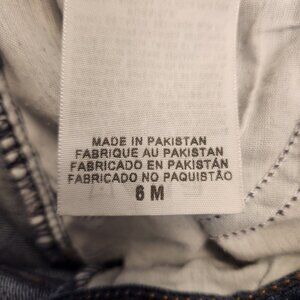 MADE IN PAKISTAN
FABRIQUE AU PAKISTAN
FABRICADO EN PAKISTÁN
FABRICADO NO PAQUISTÃO
6 M